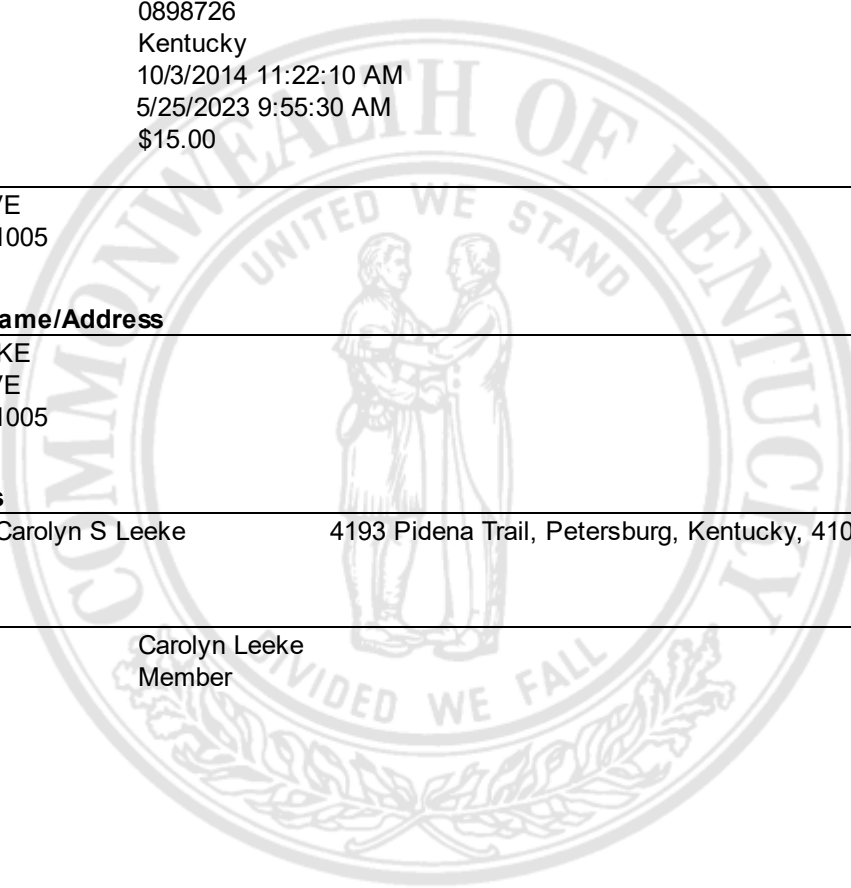 0898726
Kentucky
10/3/2014 11:22:10 AM
5/25/2023 9:55:30 AM
$15.00
VE
1005
ame/Address
KE
VE
1005
s
Carolyn S Leeke 4193 Pidena Trail, Petersburg, Kentucky, 410
Carolyn Leeke
Member
COMMONWEALTH OF KENTUCKY
UNITED WE STAND
DIVIDED WE FALL